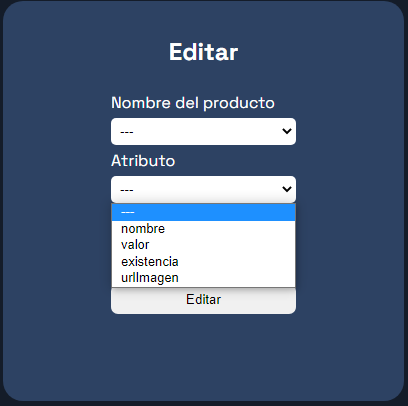 Editar
Nombre del producto
---
Atributo
---
---
nombre
valor
existencia
urlImagen
Editar